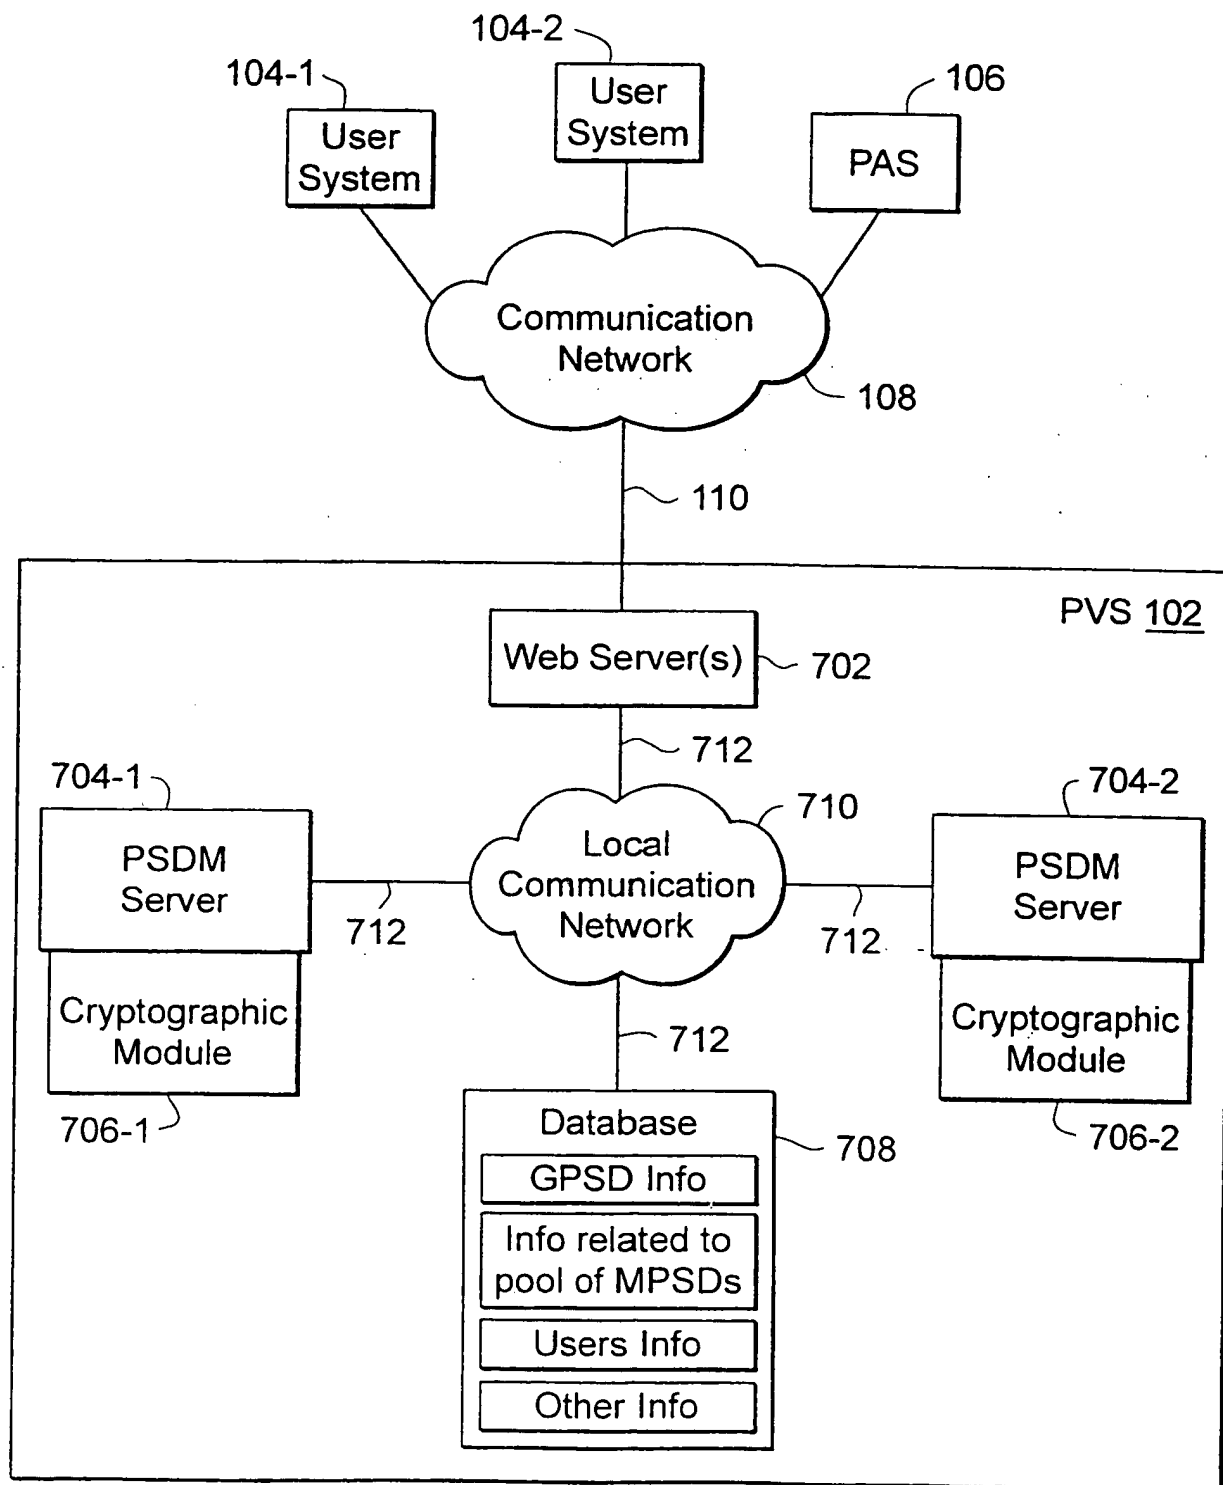 104-2
104-1
106
User
System
User
System
PAS
Communication
Network
108
110
PVS 102
Web Server(s)
702
712
704-1
710
704-2
PSDM
Server
Local
Communication
Network
PSDM
Server
712
712
Cryptographic
Module
712
Cryptographic
Module
706-1
Database
708
706-2
GPSD Info
Info related to
pool of MPSDs
Users Info
Other Info